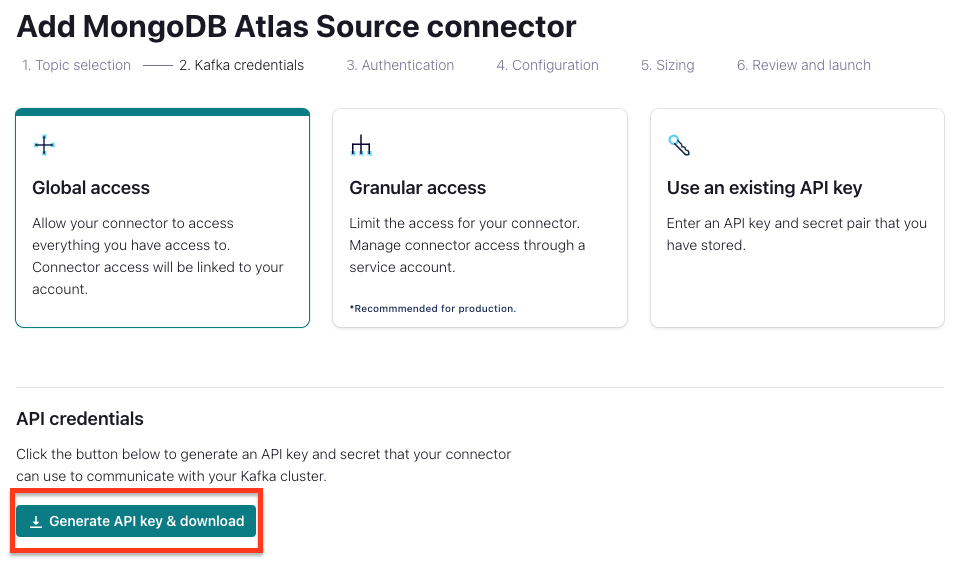 Add MongoDB Atlas Source connector
1. Topic selection 2. Kafka credentials 3. Authentication 4. Configuration 5. Sizing 6. Review and launch
Global access
Allow your connector to access
everything you have access to.
Connector access will be linked to your
account.
Granular access
Limit the access for your connector.
Manage connector access through a
service account.
*Recommmended for production.
Use an existing API key
Enter an API key and secret pair that you
have stored.
API credentials
Click the button below to generate an API key and secret that your connector
can use to communicate with your Kafka cluster.
Generate API key & download